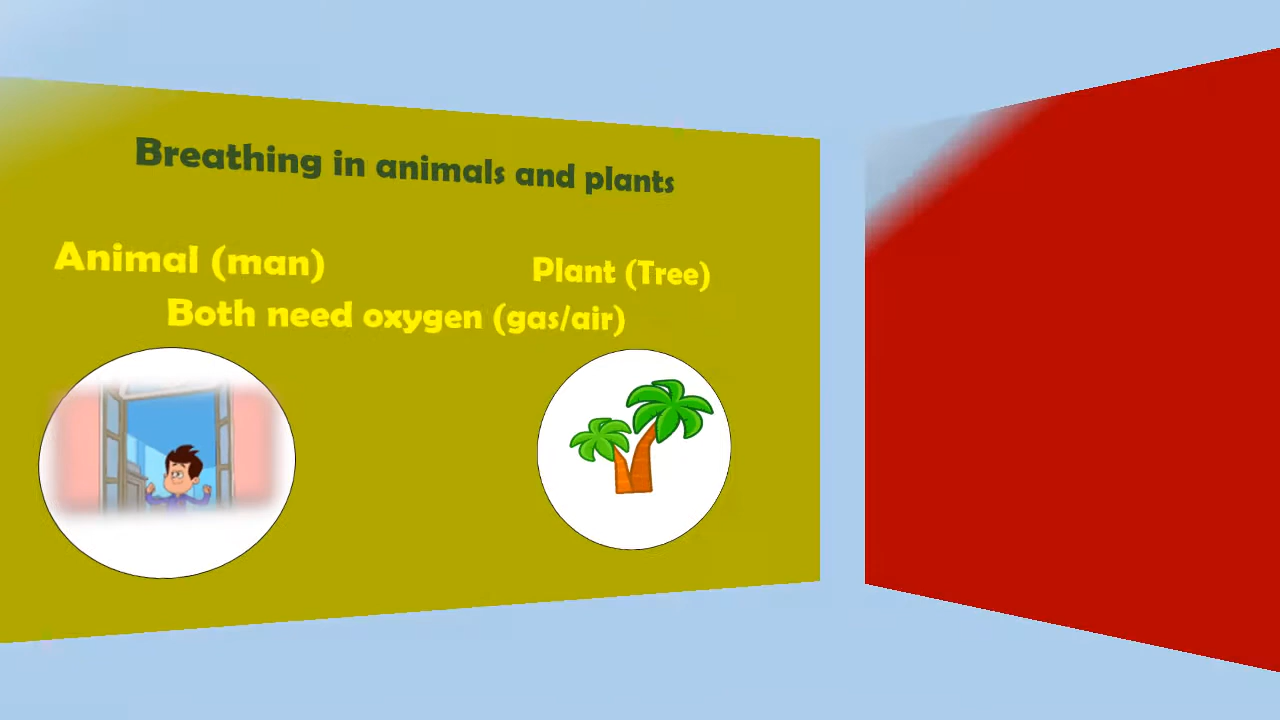 Breathing in animals and plants
Animal (man)
Plant (Tree)
Both need oxygen (gas/air)